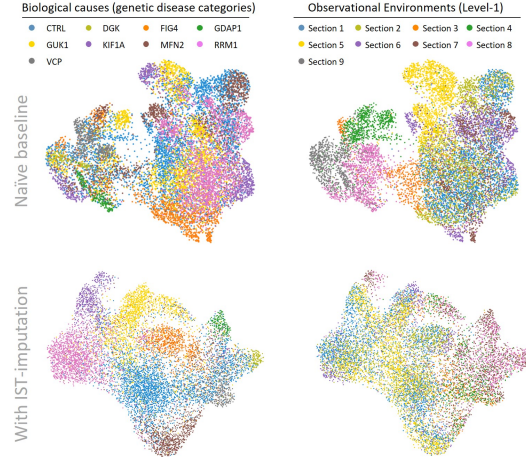 Biological causes (genetic disease categories)
CTRL DGK FIG4 GDAP1
GUK1 KIF1A MFN2 RRM1
VCP
Observational Environments (Level-1)
Section 1 Section 2 Section 3 Section 4
Section 5 Section 6 Section 7 Section 8
Section 9
Naïve baseline
With IST-imputation